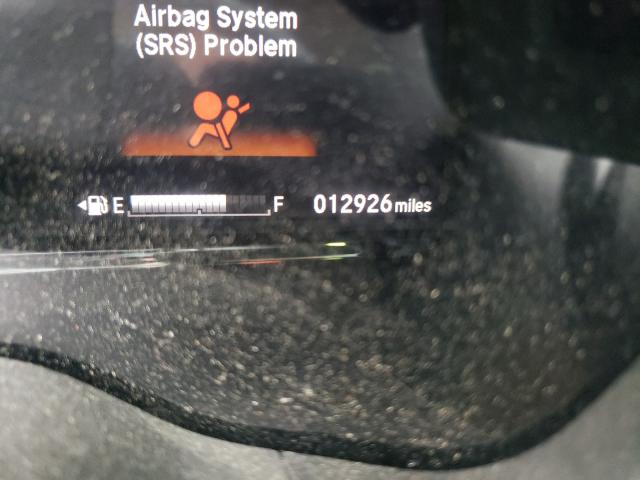 Airbag System
(SRS) Problem
E F 012926 miles